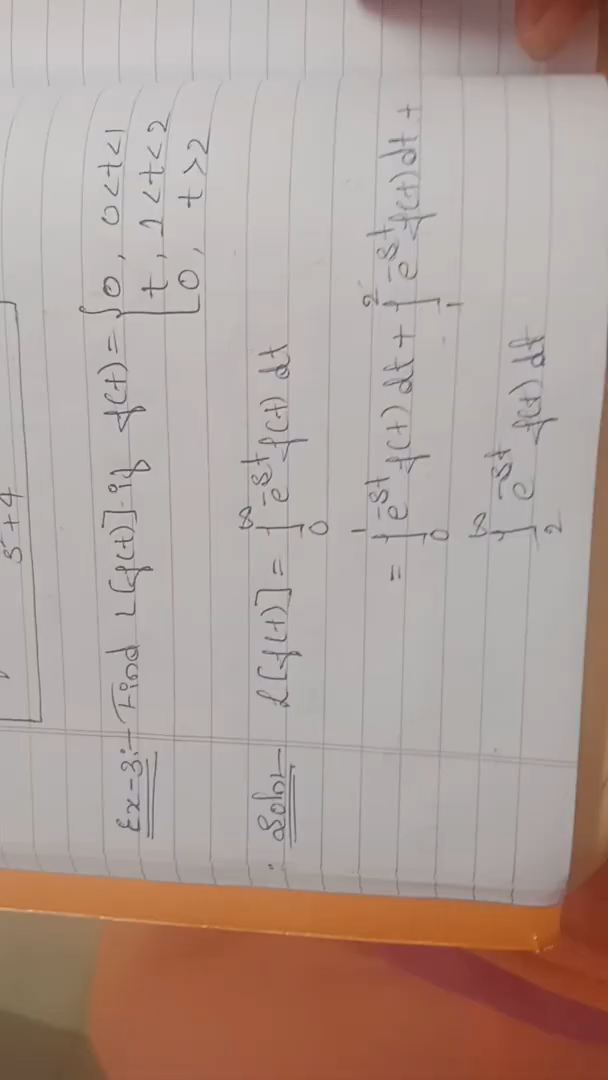 s²+4
Ex-3:- Find L[f(t)] if f(t) = { 0, 0<t<1
t, 1<t<2
0, t>2
Soln L[f(t)] = ∫₀^∞ e^-st f(t) dt
= ∫₀^1 e^-st f(t) dt + ∫₁^2 e^-st f(t) dt +
∫₂^∞ e^-st f(t) dt